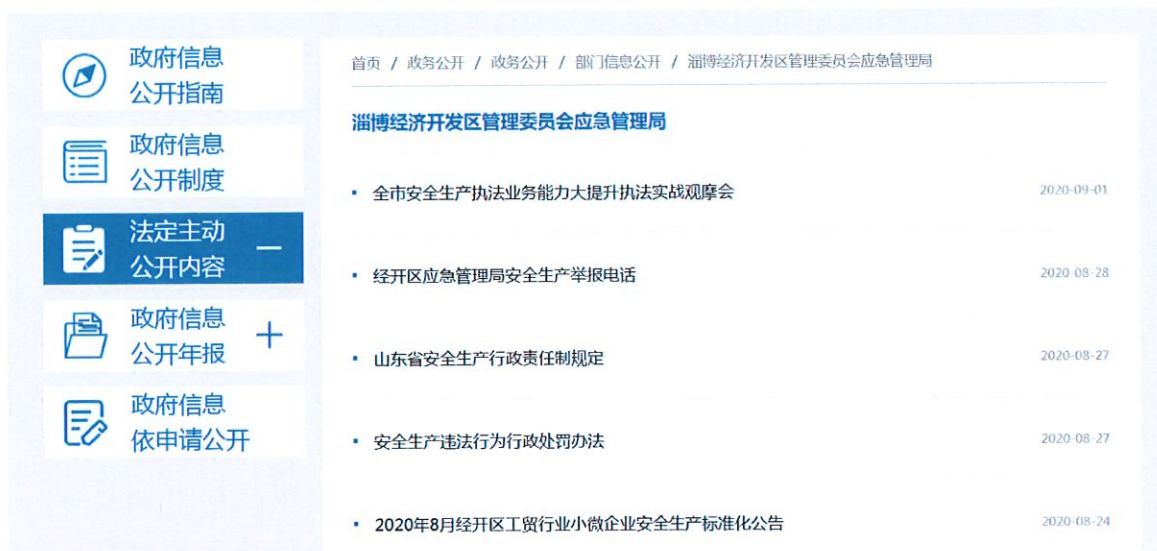 政府信息
公开指南
政府信息
公开制度
法定主动
公开内容
政府信息
公开年报
政府信息
依申请公开
首页 / 政务公开 / 政务公开 / 部门信息公开 / 淄博经济开发区管理委员会应急管理局
淄博经济开发区管理委员会应急管理局
· 全市安全生产执法业务能力大提升执法实战观摩会 2020-09-01
· 经开区应急管理局安全生产举报电话 2020-08-28
· 山东省安全生产行政责任制规定 2020-08-27
· 安全生产违法行为行政处罚办法 2020-08-27
· 2020年8月经开区工贸行业小微企业安全生产标准化公告 2020-08-24